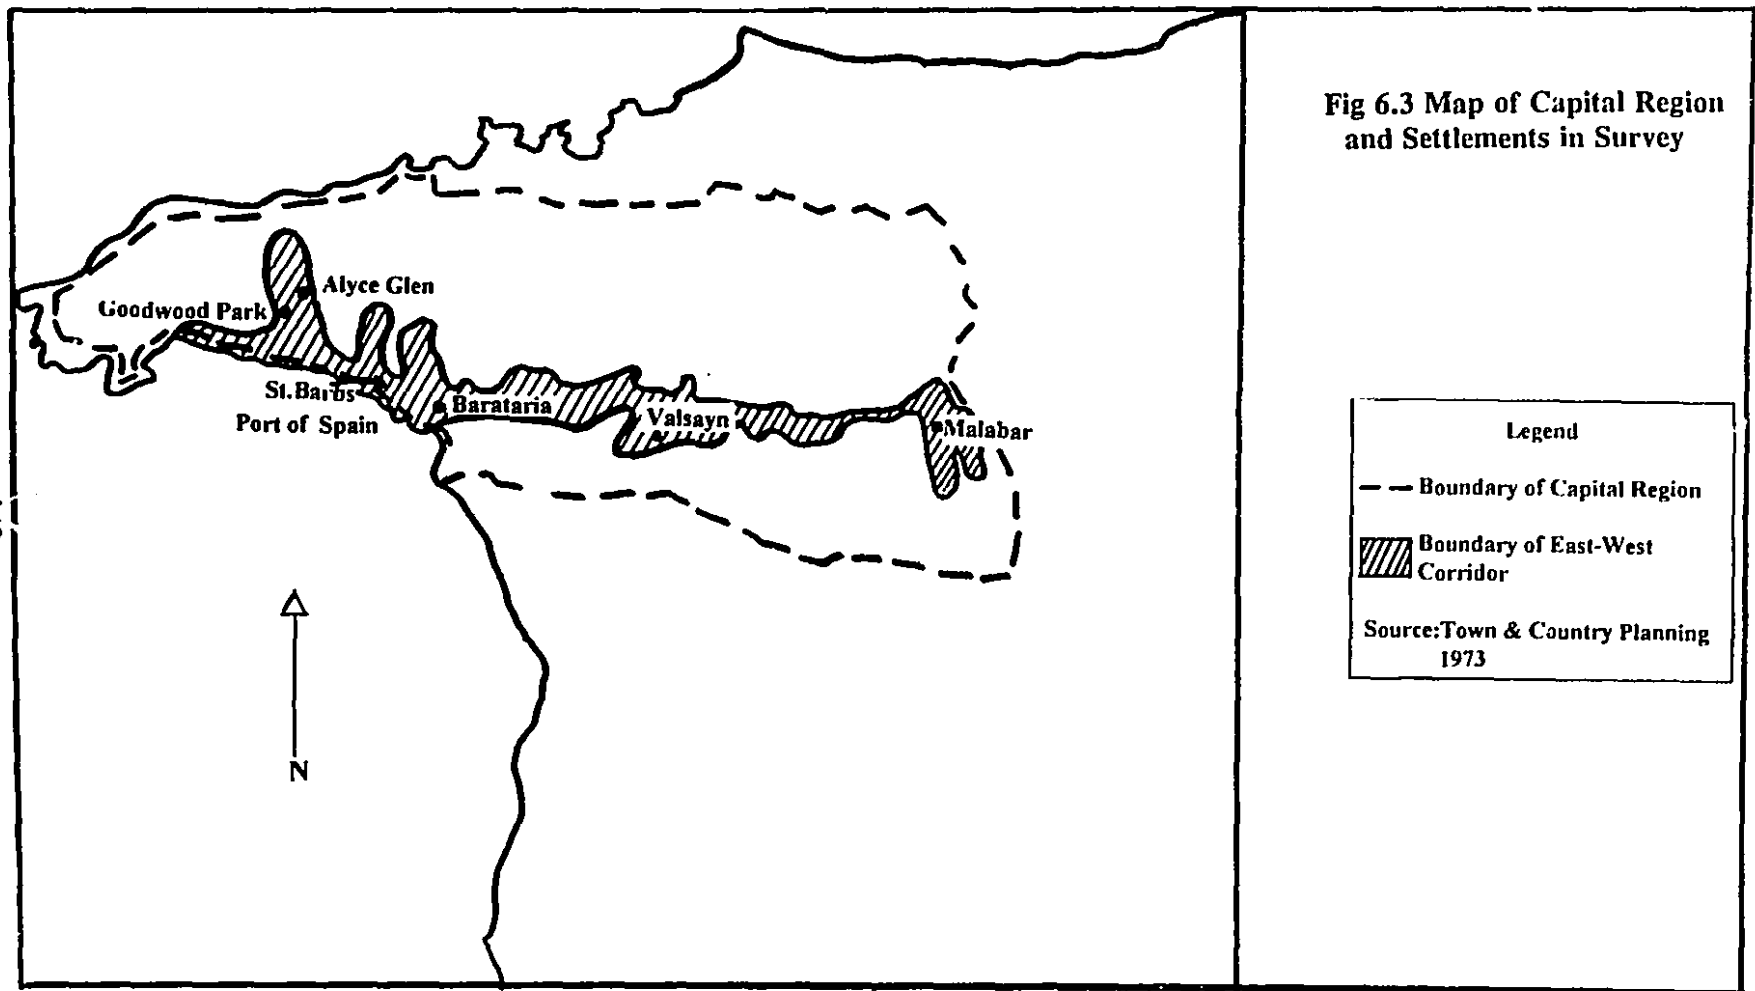 Fig 6.3 Map of Capital Region
and Settlements in Survey
Alyce Glen
Goodwood Park
St.Barbs
Port of Spain
Barataria
Valsayn
Malabar
N
Legend
Boundary of Capital Region
Boundary of East-West
Corridor
Source:Town & Country Planning
1973